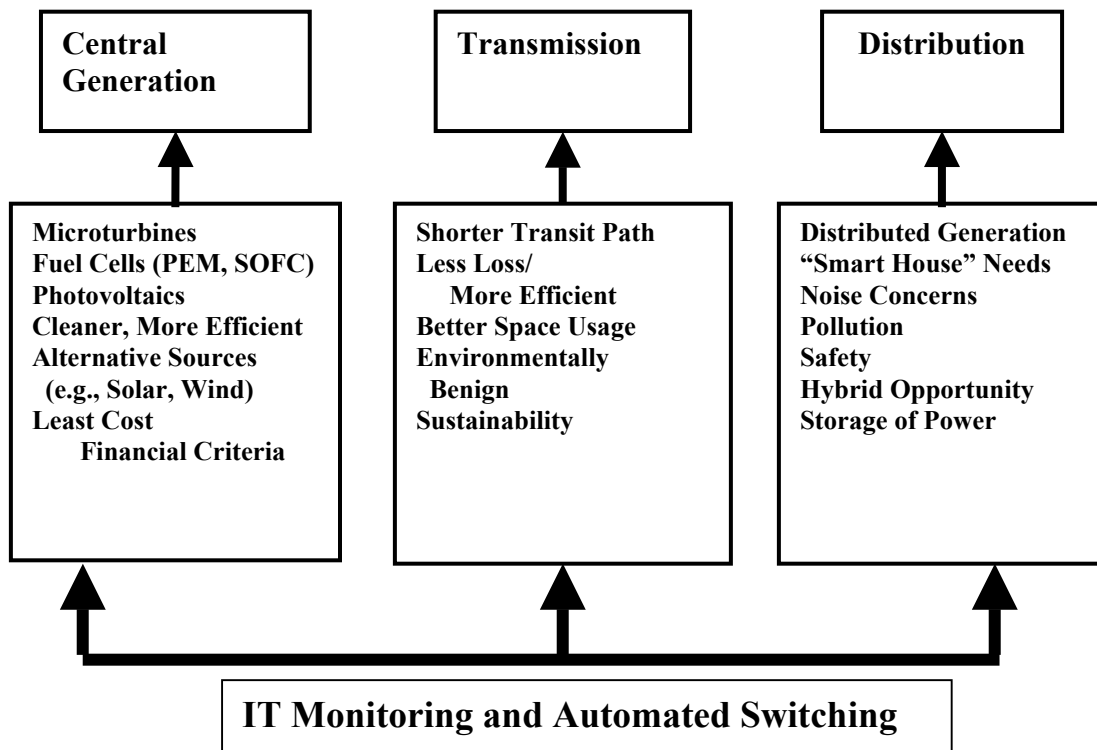 Central
Generation
Transmission
Distribution
Microturbines
Fuel Cells (PEM, SOFC)
Photovoltaics
Cleaner, More Efficient
Alternative Sources
(e.g., Solar, Wind)
Least Cost
Financial Criteria
Shorter Transit Path
Less Loss/
More Efficient
Better Space Usage
Environmentally
Benign
Sustainability
Distributed Generation
“Smart House” Needs
Noise Concerns
Pollution
Safety
Hybrid Opportunity
Storage of Power
IT Monitoring and Automated Switching